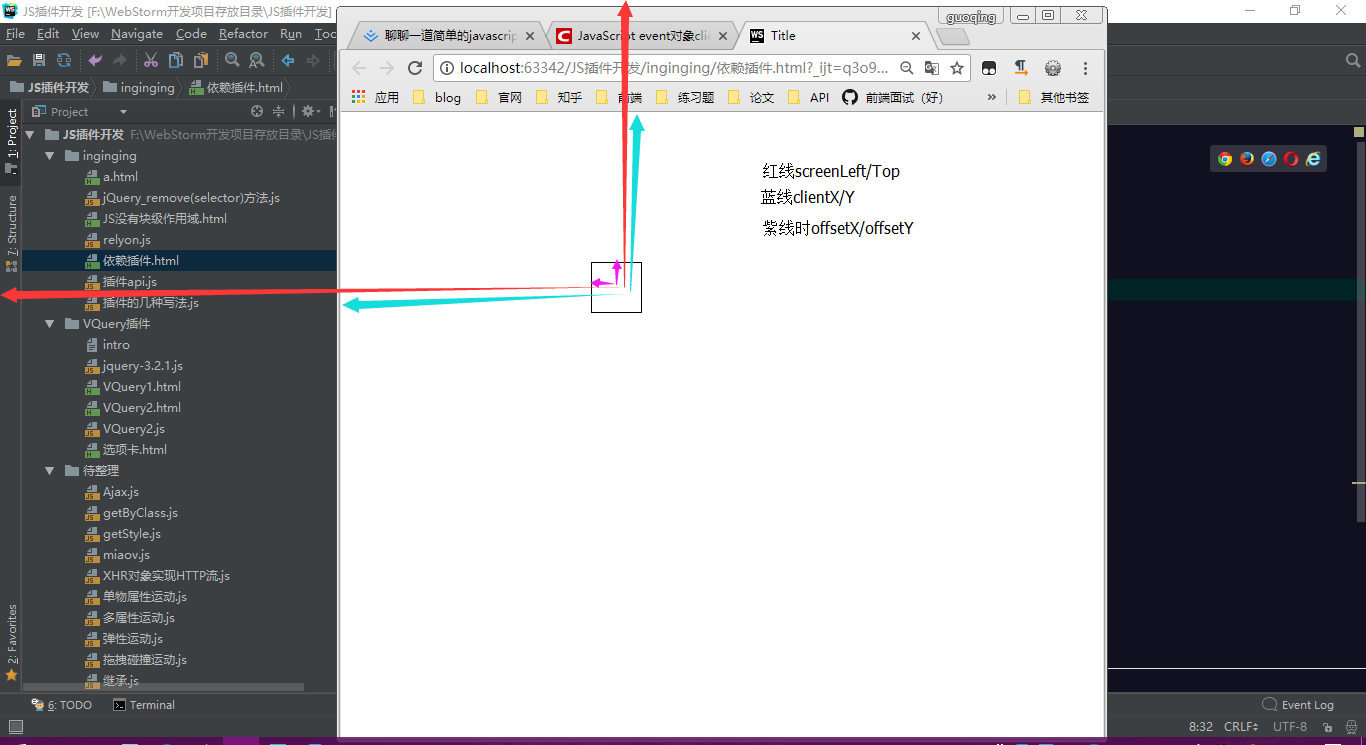 JS插件开发 [F:\WebStorm开发项目存放目录\JS插件开发]
guoqing
File Edit View Navigate Code Refactor Run Too
聊聊一道简单的javascrip
JavaScript event对象clie
WS Title
localhost:63342/JS插件开发/inginging/依赖插件.html?_ijt=q3o9...
JS插件开发 inginging 依赖插件.html
应用 blog 官网 知乎 前端 练习题 论文 API 前端面试（好） » 其他书签
Project
1: Project
JS插件开发 F:\WebStorm开发项目存放目录\JS插件
inginging
a.html
jQuery_remove(selector)方法.js
JS没有块级作用域.html
relyon.js
依赖插件.html
插件api.js
插件的几种写法.js
VQuery插件
intro
jquery-3.2.1.js
VQuery1.html
VQuery2.html
VQuery2.js
选项卡.html
待整理
Ajax.js
getByClass.js
getStyle.js
miaov.js
XHR对象实现HTTP流.js
单物属性运动.js
多属性运动.js
弹性运动.js
拖拽碰撞运动.js
继承.js
7: Structure
2: Favorites
红线screenLeft/Top
蓝线clientX/Y
紫线时offsetX/offsetY
6: TODO Terminal Event Log
8:32 CRLF UTF-8